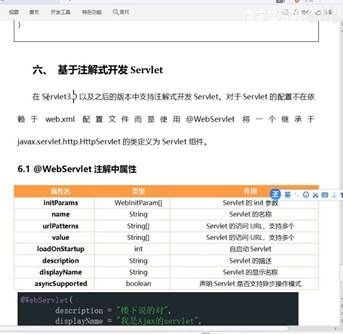 视图 章节 开发工具 特色功能 查找
}
六、 基于注解式开发 Servlet
在 Servlet3.0 以及之后的版本中支持注解式开发 Servlet。对于 Servlet 的配置不在依
赖于 web.xml 配置文件而是使用 @WebServlet 将一个继承于
javax.servlet.http.HttpServlet 的类定义为 Servlet 组件。
6.1 @WebServlet 注解中属性
属性名 类型 作用
initParams WebInitParam[] Servlet 的 init 参数
name String Servlet 的名称
urlPatterns String[] Servlet 的访问 URL，支持多个
value String[] Servlet 的访问 URL，支持多个
loadOnStartup int 自启动 Servlet
description String Servlet 的描述
displayName String Servlet 的显示名称
asyncSupported boolean 声明 Servlet 是否支持异步操作模式
@WebServlet(
description = "楼下说的对",
displayName = "我是Ajax的servlet",